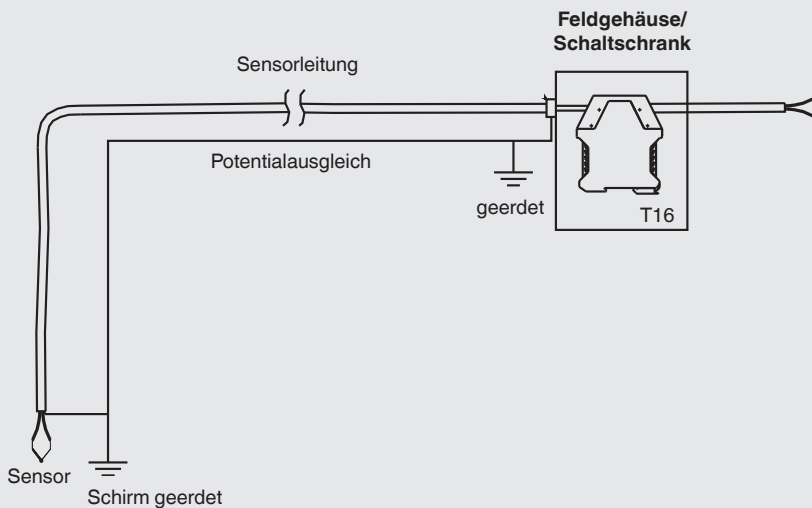 Feldgehäuse/
Schaltschrank
Sensorleitung
Potentialausgleich
geerdet
T16
Sensor
Schirm geerdet